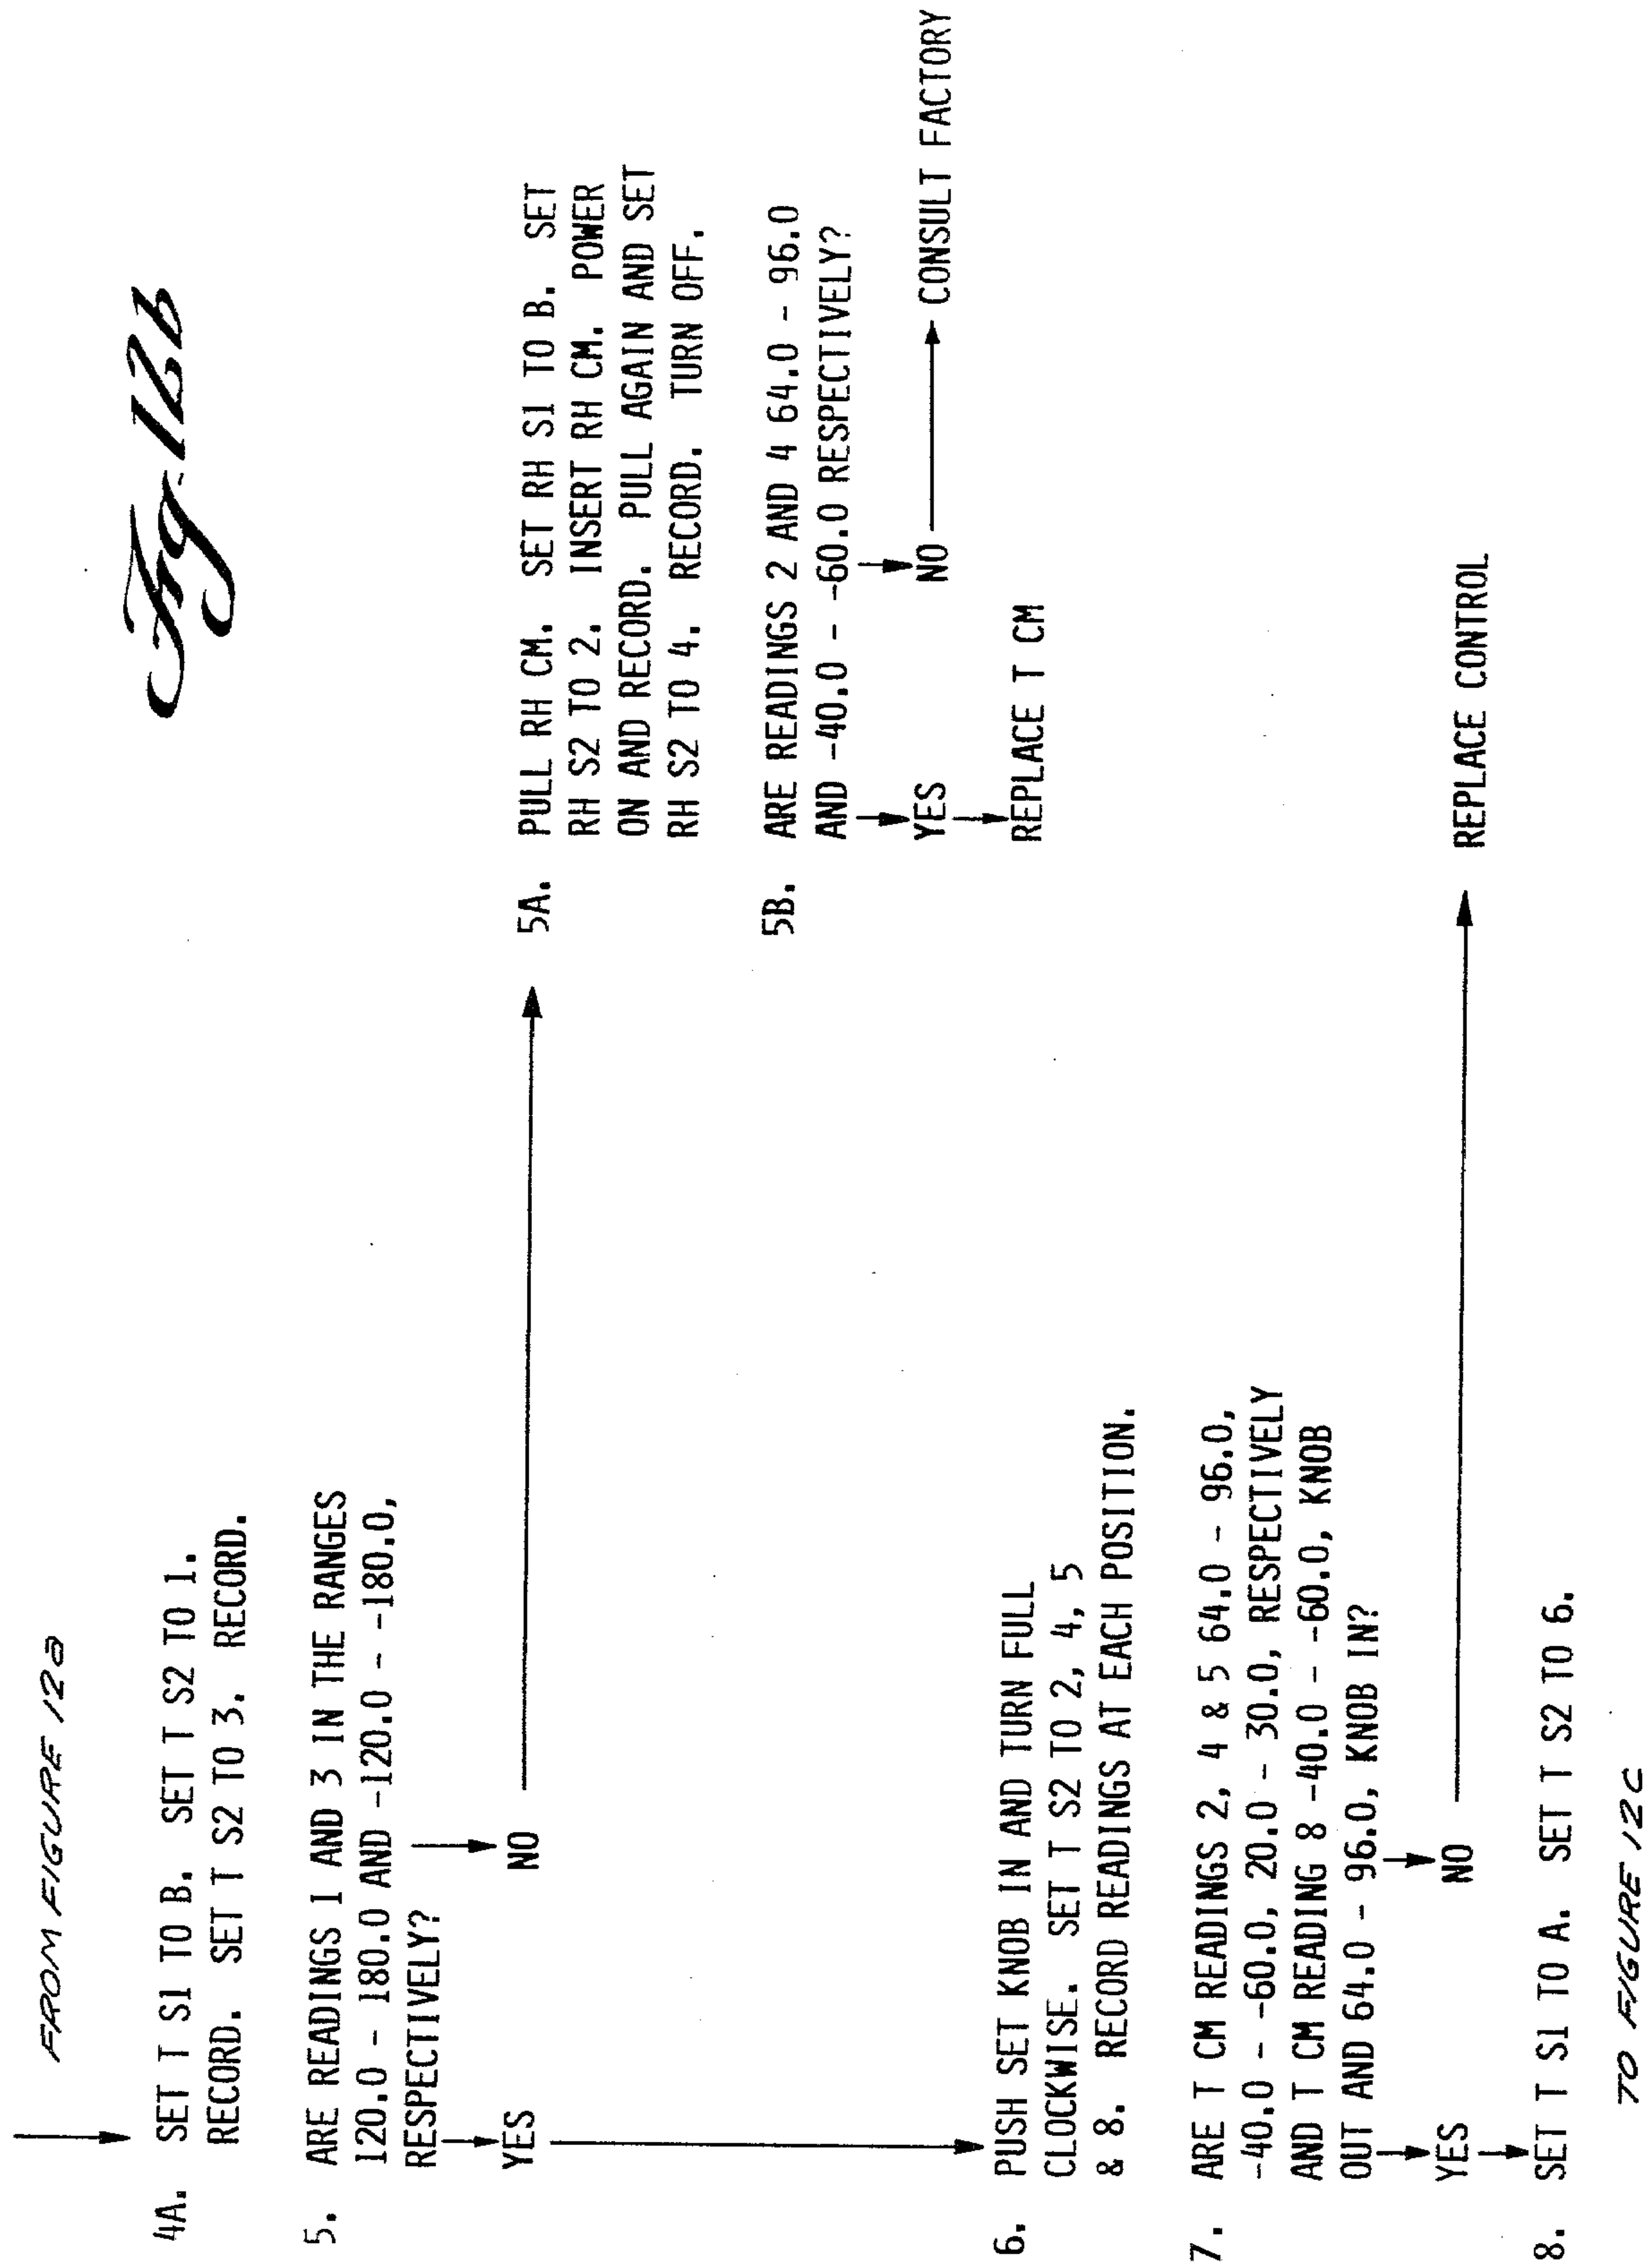 Fig-12b
FROM FIGURE 12a
4A. SET T S1 TO B. SET T S2 TO 1.
RECORD. SET T S2 TO 3. RECORD.
5. ARE READINGS 1 AND 3 IN THE RANGES
120.0 - 180.0 AND -120.0 - -180.0,
RESPECTIVELY?
YES
NO
5A. PULL RH CM. SET RH S1 TO B. SET
RH S2 TO 2. INSERT RH CM. POWER
ON AND RECORD. PULL AGAIN AND SET
RH S2 TO 4. RECORD. TURN OFF.
5B. ARE READINGS 2 AND 4 64.0 - 96.0
AND -40.0 - -60.0 RESPECTIVELY?
YES
NO
CONSULT FACTORY
REPLACE T CM
6. PUSH SET KNOB IN AND TURN FULL
CLOCKWISE. SET T S2 TO 2, 4, 5
& 8. RECORD READINGS AT EACH POSITION.
7. ARE T CM READINGS 2, 4 & 5 64.0 - 96.0,
-40.0 - -60.0, 20.0 - 30.0, RESPECTIVELY
AND T CM READING 8 -40.0 - -60.0, KNOB
OUT AND 64.0 - 96.0, KNOB IN?
YES
NO
REPLACE CONTROL
8. SET T S1 TO A. SET T S2 TO 6.
TO FIGURE 12C